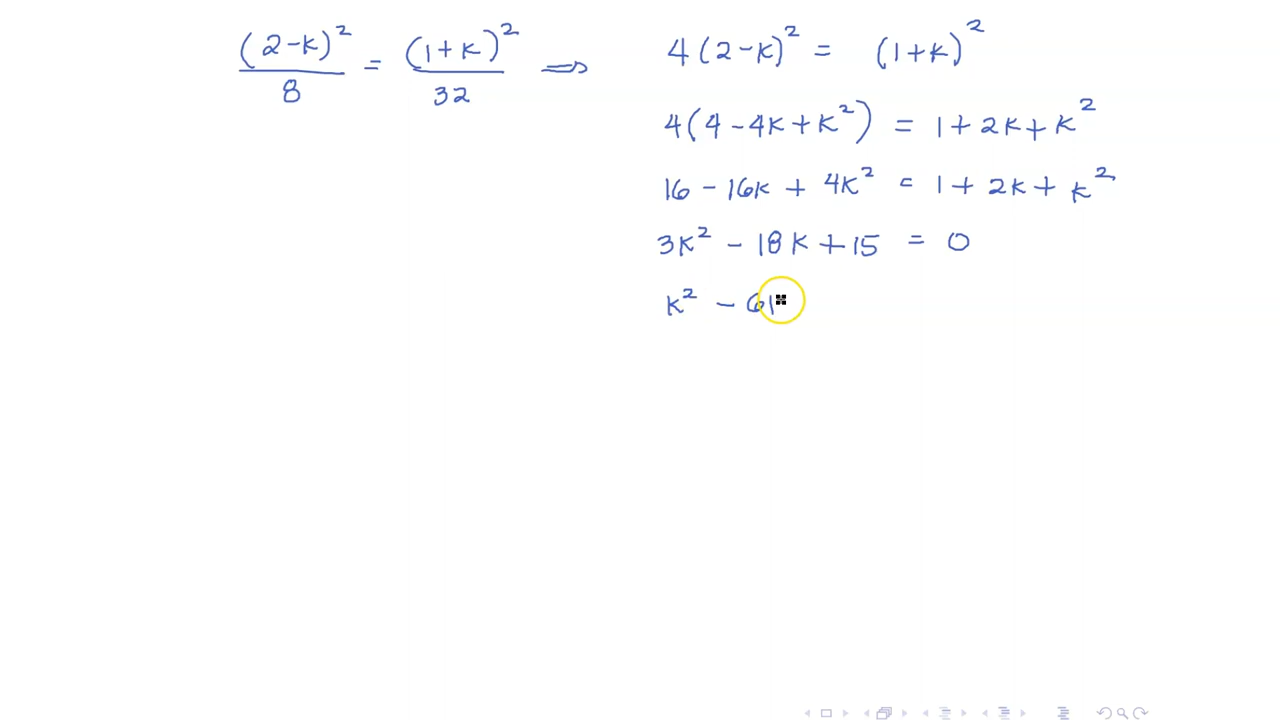 (2-k)²/8 = (1+k)²/32 ⟹ 4(2-k)² = (1+k)²
4(4-4k+k²) = 1+2k+k²
16-16k+4k² = 1+2k+k²
3k²-18k+15 = 0
k²-6